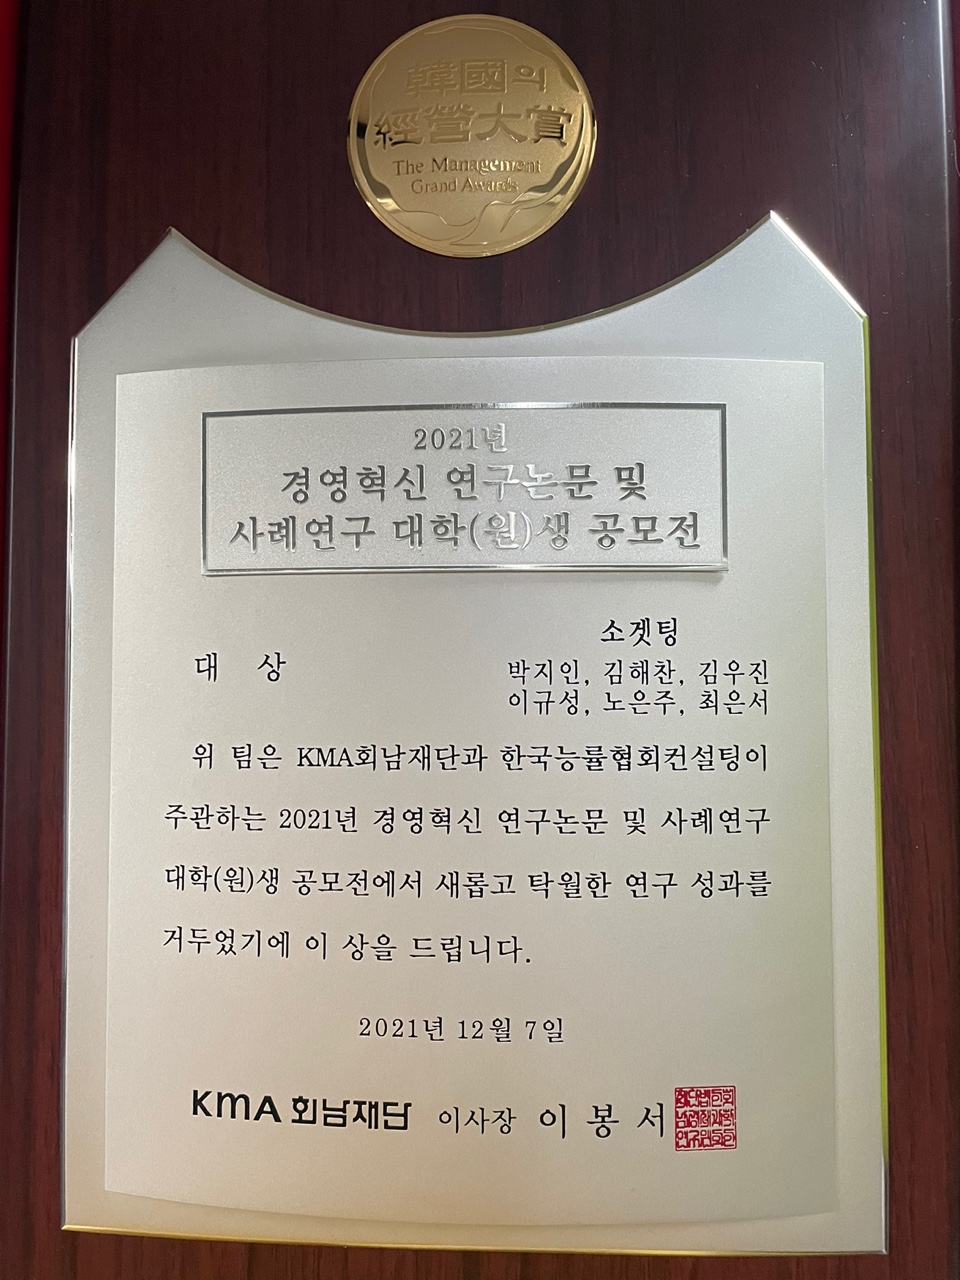 韓國의
經營大賞
The Management
Grand Awards
2021년
경영혁신 연구논문 및
사례연구 대학(원)생 공모전
소겟팅
대 상
박지인, 김해찬, 김우진
이규성, 노은주, 최은서
위 팀은 KMA회남재단과 한국능률협회컨설팅이
주관하는 2021년 경영혁신 연구논문 및 사례연구
대학(원)생 공모전에서 새롭고 탁월한 연구 성과를
거두었기에 이 상을 드립니다.
2021년 12월 7일
KMA 회남재단 이사장 이 봉 서